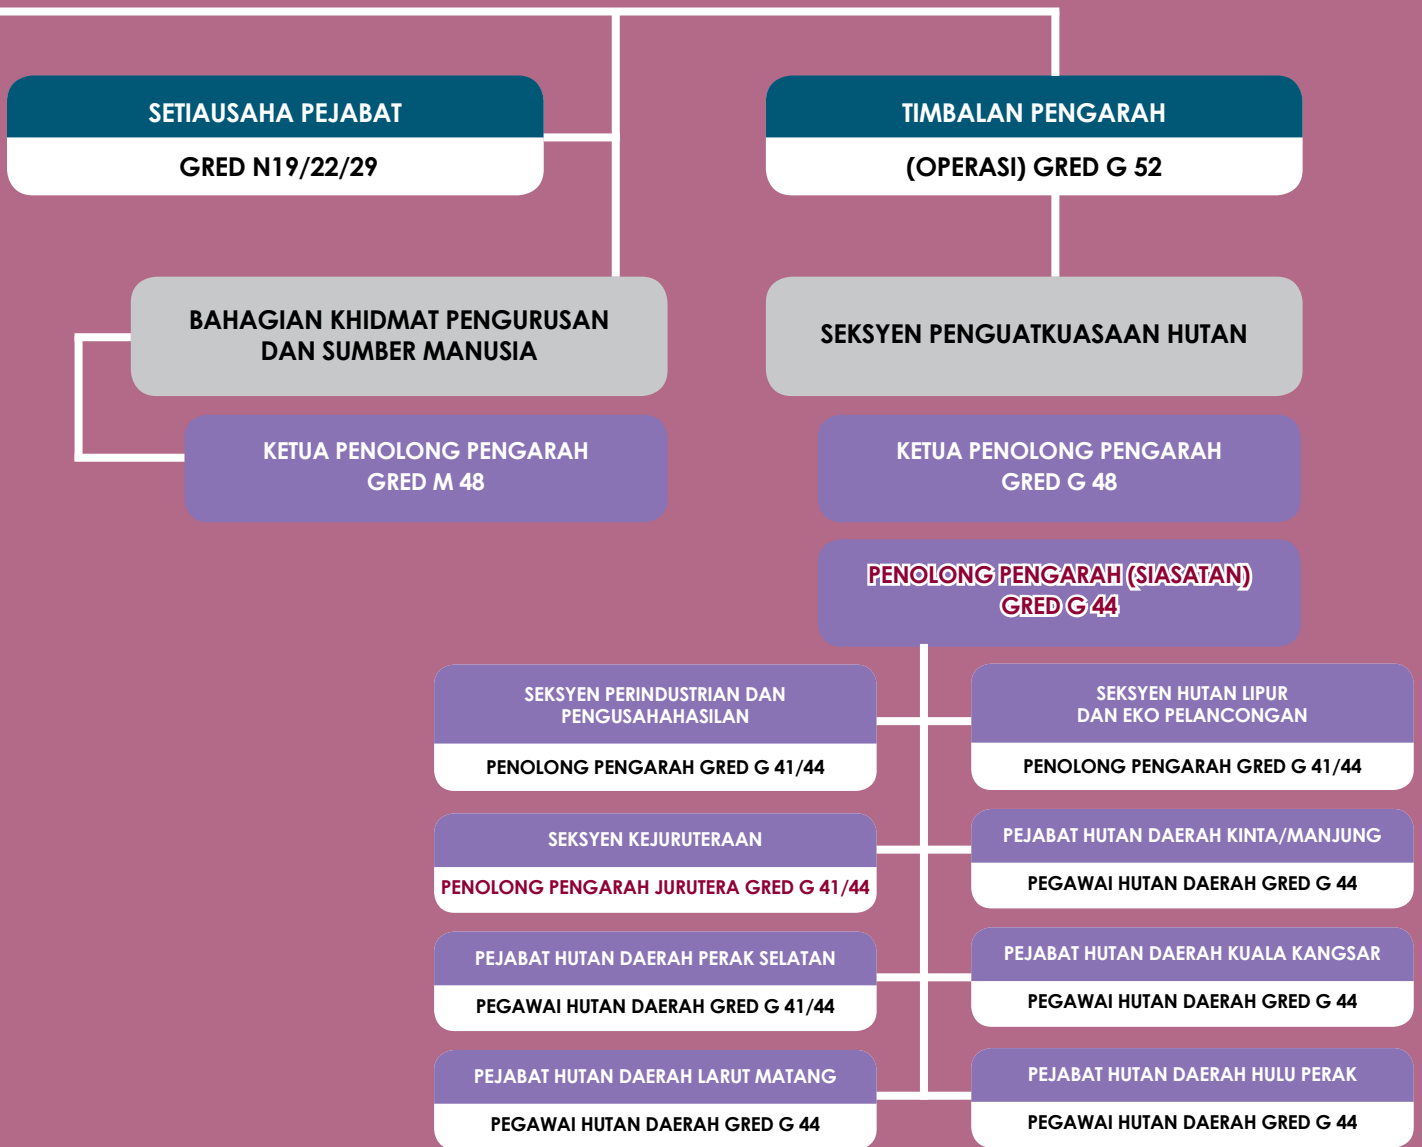 SETIAUSAHA PEJABAT
GRED N19/22/29
TIMBALAN PENGARAH
(OPERASI) GRED G 52
BAHAGIAN KHIDMAT PENGURUSAN
DAN SUMBER MANUSIA
SEKSYEN PENGUATKUASAAN HUTAN
KETUA PENOLONG PENGARAH
GRED M 48
KETUA PENOLONG PENGARAH
GRED G 48
PENOLONG PENGARAH (SIASATAN)
GRED G 44
SEKSYEN PERINDUSTRIAN DAN
PENGUSAHAHASILAN
PENOLONG PENGARAH GRED G 41/44
SEKSYEN HUTAN LIPUR
DAN EKO PELANCONGAN
PENOLONG PENGARAH GRED G 41/44
SEKSYEN KEJURUTERAAN
PENOLONG PENGARAH JURUTERA GRED G 41/44
PEJABAT HUTAN DAERAH KINTA/MANJUNG
PEGAWAI HUTAN DAERAH GRED G 44
PEJABAT HUTAN DAERAH PERAK SELATAN
PEGAWAI HUTAN DAERAH GRED G 41/44
PEJABAT HUTAN DAERAH KUALA KANGSAR
PEGAWAI HUTAN DAERAH GRED G 44
PEJABAT HUTAN DAERAH LARUT MATANG
PEGAWAI HUTAN DAERAH GRED G 44
PEJABAT HUTAN DAERAH HULU PERAK
PEGAWAI HUTAN DAERAH GRED G 44